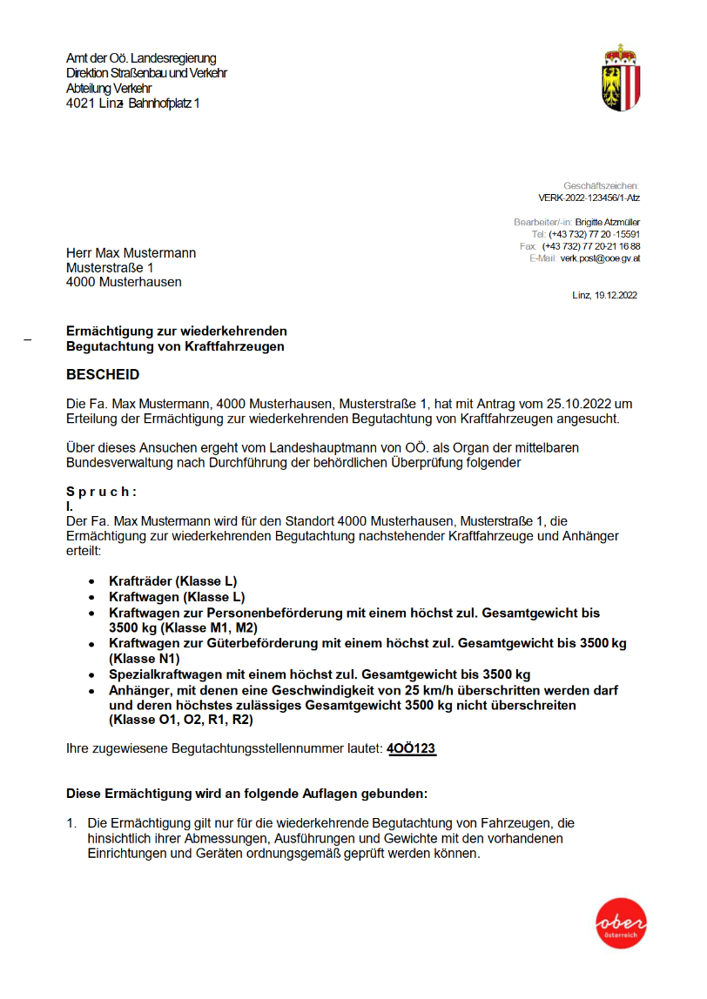 Amt der Oö. Landesregierung
Direktion Straßenbau und Verkehr
Abteilung Verkehr
4021 Linz • Bahnhofplatz 1
Geschäftszeichen:
VERK-2022-123456/1-Atz
Bearbeiter/-in: Brigitte Atzmüller
Tel: (+43 732) 77 20 -15591
Fax: (+43 732) 77 20-21 16 88
E-Mail: verk.post@ooe.gv.at
Herr Max Mustermann
Musterstraße 1
4000 Musterhausen
Linz, 19.12.2022
Ermächtigung zur wiederkehrenden
Begutachtung von Kraftfahrzeugen
BESCHEID
Die Fa. Max Mustermann, 4000 Musterhausen, Musterstraße 1, hat mit Antrag vom 25.10.2022 um
Erteilung der Ermächtigung zur wiederkehrenden Begutachtung von Kraftfahrzeugen angesucht.
Über dieses Ansuchen ergeht vom Landeshauptmann von OÖ. als Organ der mittelbaren
Bundesverwaltung nach Durchführung der behördlichen Überprüfung folgender
S p r u c h :
I.
Der Fa. Max Mustermann wird für den Standort 4000 Musterhausen, Musterstraße 1, die
Ermächtigung zur wiederkehrenden Begutachtung nachstehender Kraftfahrzeuge und Anhänger
erteilt:
• Krafträder (Klasse L)
• Kraftwagen (Klasse L)
• Kraftwagen zur Personenbeförderung mit einem höchst zul. Gesamtgewicht bis
3500 kg (Klasse M1, M2)
• Kraftwagen zur Güterbeförderung mit einem höchst zul. Gesamtgewicht bis 3500 kg
(Klasse N1)
• Spezialkraftwagen mit einem höchst zul. Gesamtgewicht bis 3500 kg
• Anhänger, mit denen eine Geschwindigkeit von 25 km/h überschritten werden darf
und deren höchstes zulässiges Gesamtgewicht 3500 kg nicht überschreiten
(Klasse O1, O2, R1, R2)
Ihre zugewiesene Begutachtungsstellennummer lautet: 4OÖ123
Diese Ermächtigung wird an folgende Auflagen gebunden:
1. Die Ermächtigung gilt nur für die wiederkehrende Begutachtung von Fahrzeugen, die
hinsichtlich ihrer Abmessungen, Ausführungen und Gewichte mit den vorhandenen
Einrichtungen und Geräten ordnungsgemäß geprüft werden können.
ober
österreich